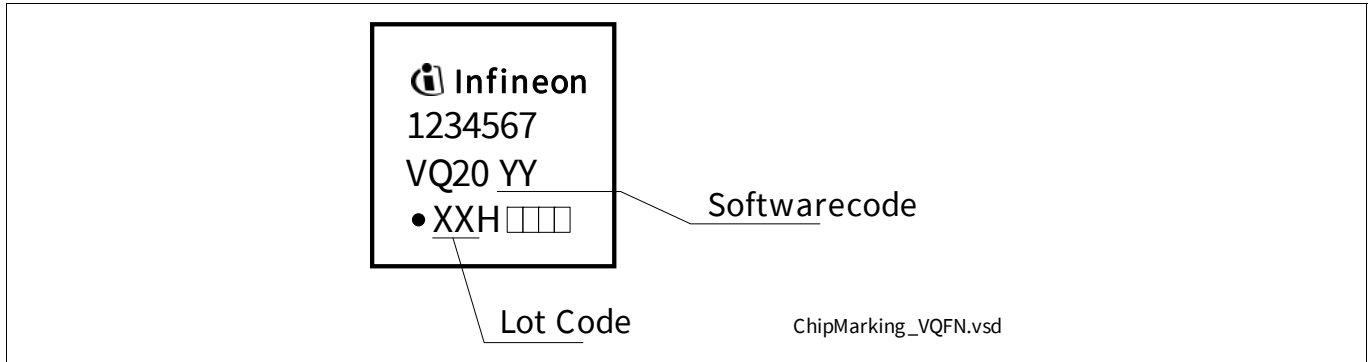 Infineon
1234567
VQ20 YY
•XXH
Softwarecode
Lot Code
ChipMarking_VQFN.vsd